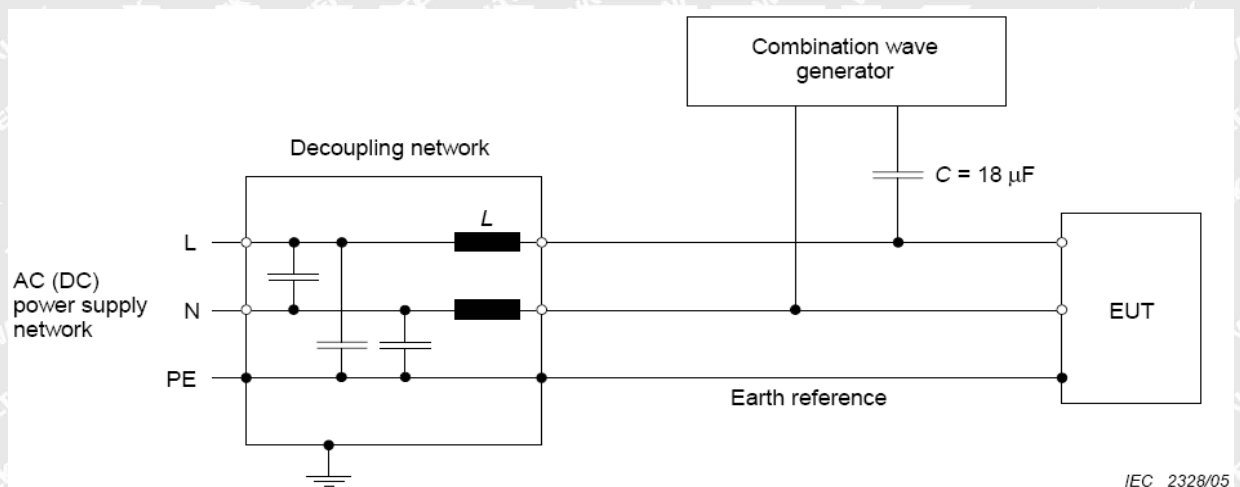 Combination wave
generator
Decoupling network
C = 18 µF
L
L
AC (DC)
power supply
network
N
EUT
PE
Earth reference
IEC 2328/05